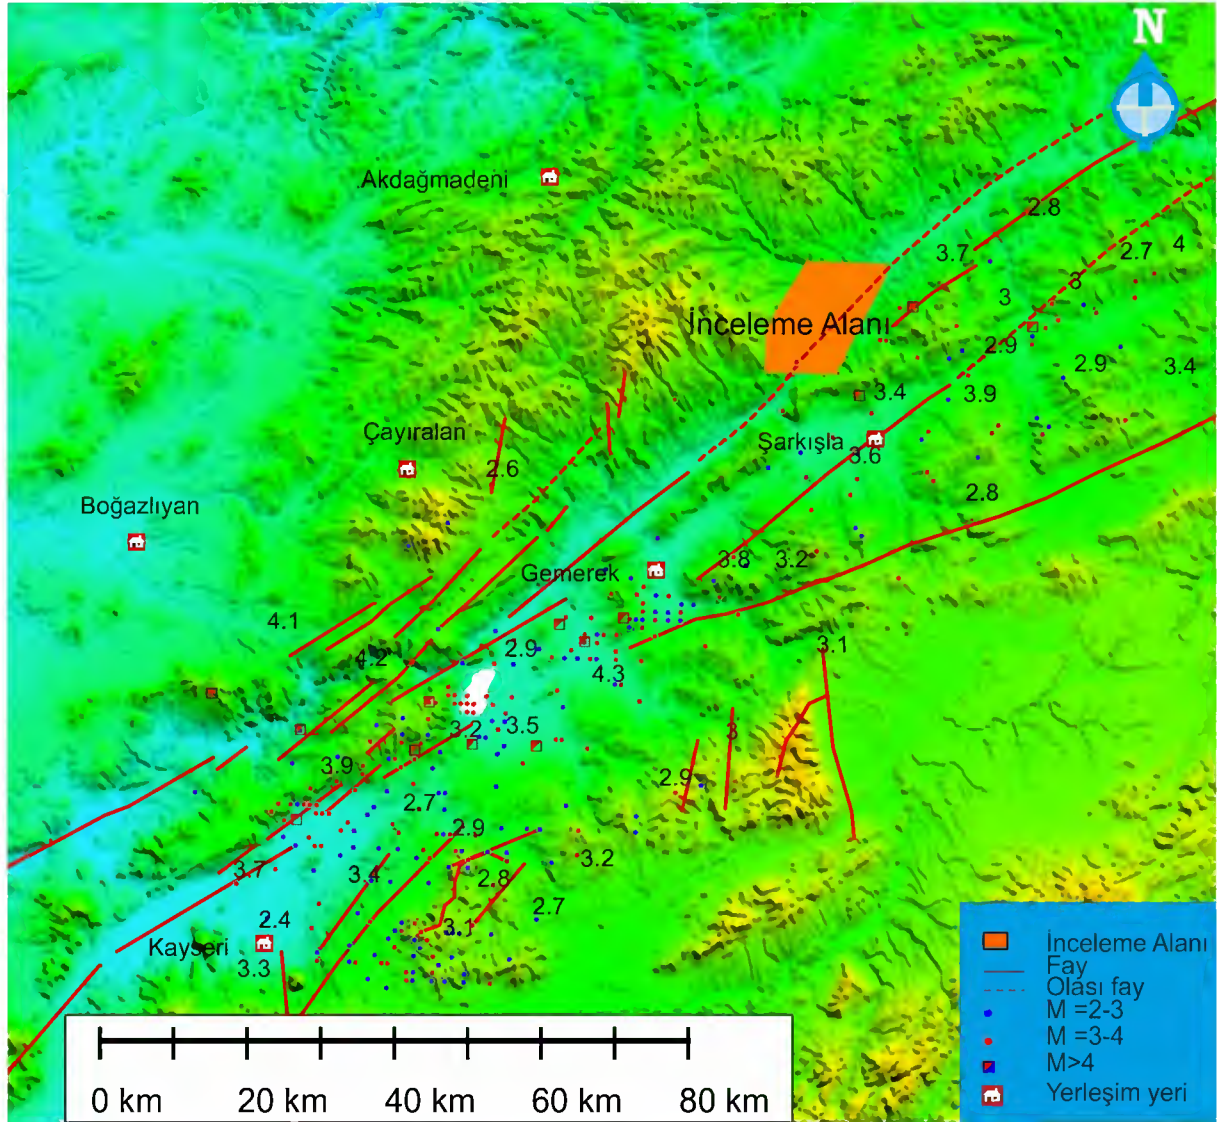 N
Akdağmadeni
2.8
2.7
4
3.7
3
3
İnceleme Alanı
2.9
2.9
3.4
3.4
3.9
Çayıralan
Şarkışla
3.6
2.6
2.8
Boğazlıyan
3.8
3.2
Gemerek
4.1
3.1
2.9
4.2
4.3
3.5
3.2
3
3.9
2.9
2.7
2.9
3.2
3.7
3.4
2.8
2.7
2.4
3.1
Kayseri
3.3
İnceleme Alanı
Fay
Olası fay
M =2-3
M =3-4
M>4
Yerleşim yeri
0 km 20 km 40 km 60 km 80 km